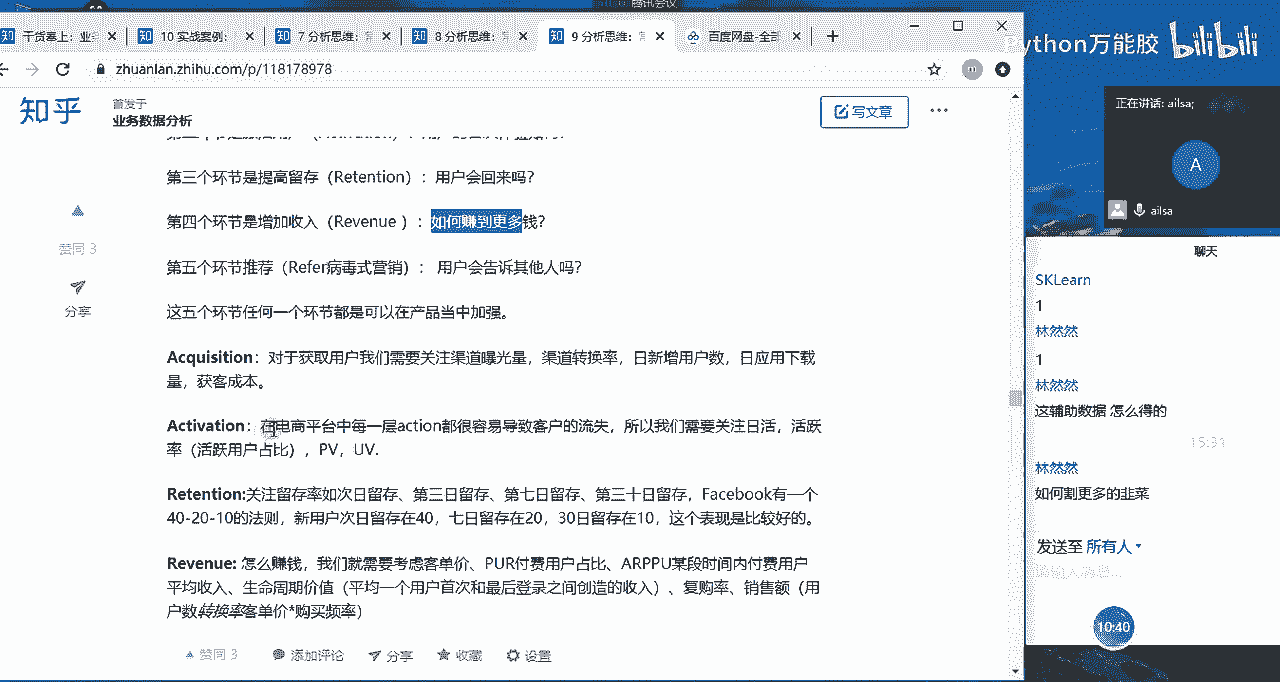 腾讯会议
干货塞上：业
10 实战案例：
7 分析思维：
8 分析思维：
9 分析思维：
百度网盘-全部
zhuanlan.zhihu.com/p/118178978
Python万能胶 bilibili
知乎
首发于
业务数据分析
写文章
第三个环节是提高留存（Retention）：用户会回来吗?
第四个环节是增加收入（Revenue ）：如何赚到更多钱?
第五个环节推荐（Refer病毒式营销）： 用户会告诉其他人吗?
这五个环节任何一个环节都是可以在产品当中加强。
Acquisition：对于获取用户我们需要关注渠道曝光量，渠道转换率，日新增用户数，日应用下载
量，获客成本。
Activation：在电商平台中每一层action都很容易导致客户的流失，所以我们需要关注日活，活跃
率（活跃用户占比），PV，UV.
Retention:关注留存率如次日留存、第三日留存、第七日留存、第三十日留存，Facebook有一个
40-20-10的法则，新用户次日留存在40，七日留存在20，30日留存在10，这个表现是比较好的。
Revenue: 怎么赚钱，我们就需要考虑客单价、PUR付费用户占比、ARPPU某段时间内付费用户
平均收入、生命周期价值（平均一个用户首次和最后登录之间创造的收入）、复购率、销售额（用
户数转换率客单价*购买频率）
赞同 3
分享
赞同 3 添加评论 分享 收藏 设置
正在讲话: ailsa;
A
ailsa
聊天
SKLearn
1
林然然
1
林然然
这辅助数据 怎么得的
15:31
林然然
如何割更多的韭菜
发送至 所有人
请输入消息...
10:40